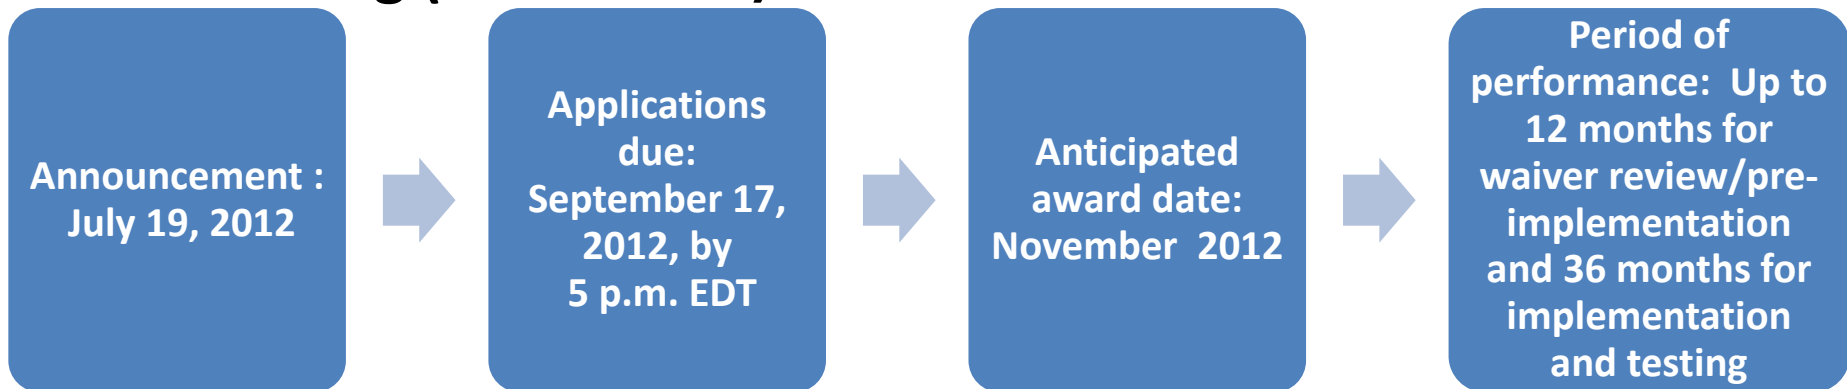 Announcement :
July 19, 2012
Applications
due:
September 17,
2012, by
5 p.m. EDT
Anticipated
award date:
November 2012
Period of
performance: Up to
12 months for
waiver review/pre-
implementation
and 36 months for
implementation
and testing